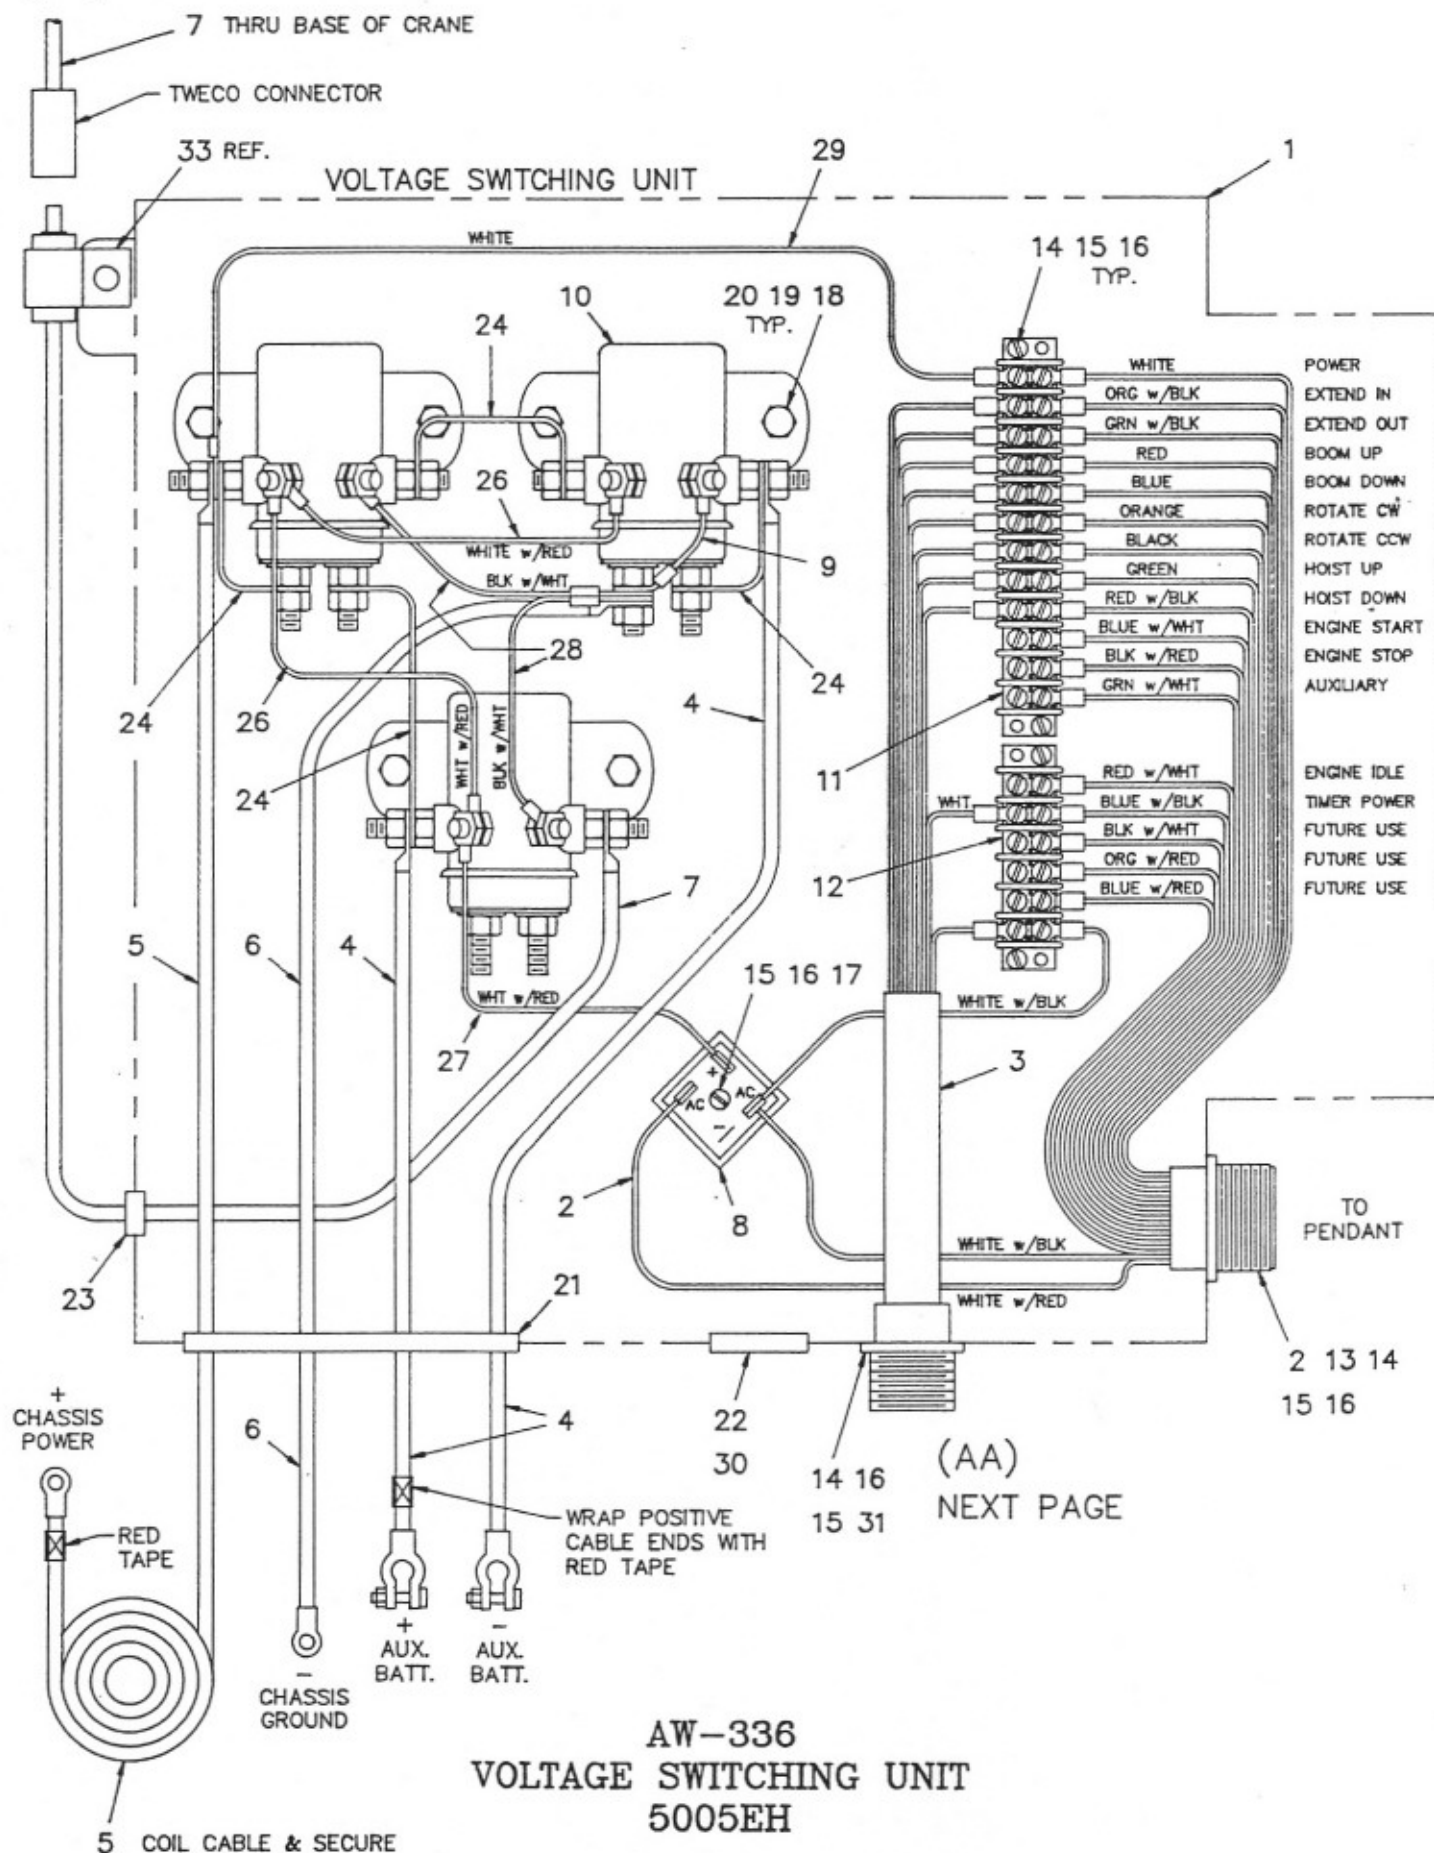 7 THRU BASE OF CRANE
TWECO CONNECTOR
33 REF.
VOLTAGE SWITCHING UNIT
29
1
WHITE
14 15 16
TYP.
10
20 19 18
TYP.
24
WHITE POWER
ORG w/BLK EXTEND IN
GRN w/BLK EXTEND OUT
RED BOOM UP
BLUE BOOM DOWN
ORANGE ROTATE CW
BLACK ROTATE CCW
GREEN HOIST UP
RED w/BLK HOIST DOWN
BLUE w/WHT ENGINE START
BLK w/RED ENGINE STOP
GRN w/WHT AUXILIARY
26
WHITE w/RED
BLK w/WHT
9
28
24
26
24
4
24
WHT w/RED
BLK w/WHT
11
RED w/WHT ENGINE IDLE
WHT BLUE w/BLK TIMER POWER
BLK w/WHT FUTURE USE
ORG w/RED FUTURE USE
BLUE w/RED FUTURE USE
12
7
5
6
4
15 16 17
WHT w/RED
WHITE w/BLK
27
3
+
AC
AC
-
2
8
TO
PENDANT
WHITE w/BLK
WHITE w/RED
23
21
2 13 14
15 16
22
30
14 16
15 31
(AA)
NEXT PAGE
+
CHASSIS
POWER
6
4
RED
TAPE
WRAP POSITIVE
CABLE ENDS WITH
RED TAPE
+
AUX.
BATT.
-
AUX.
BATT.
-
CHASSIS
GROUND
AW-336
VOLTAGE SWITCHING UNIT
5005EH
5 COIL CABLE & SECURE